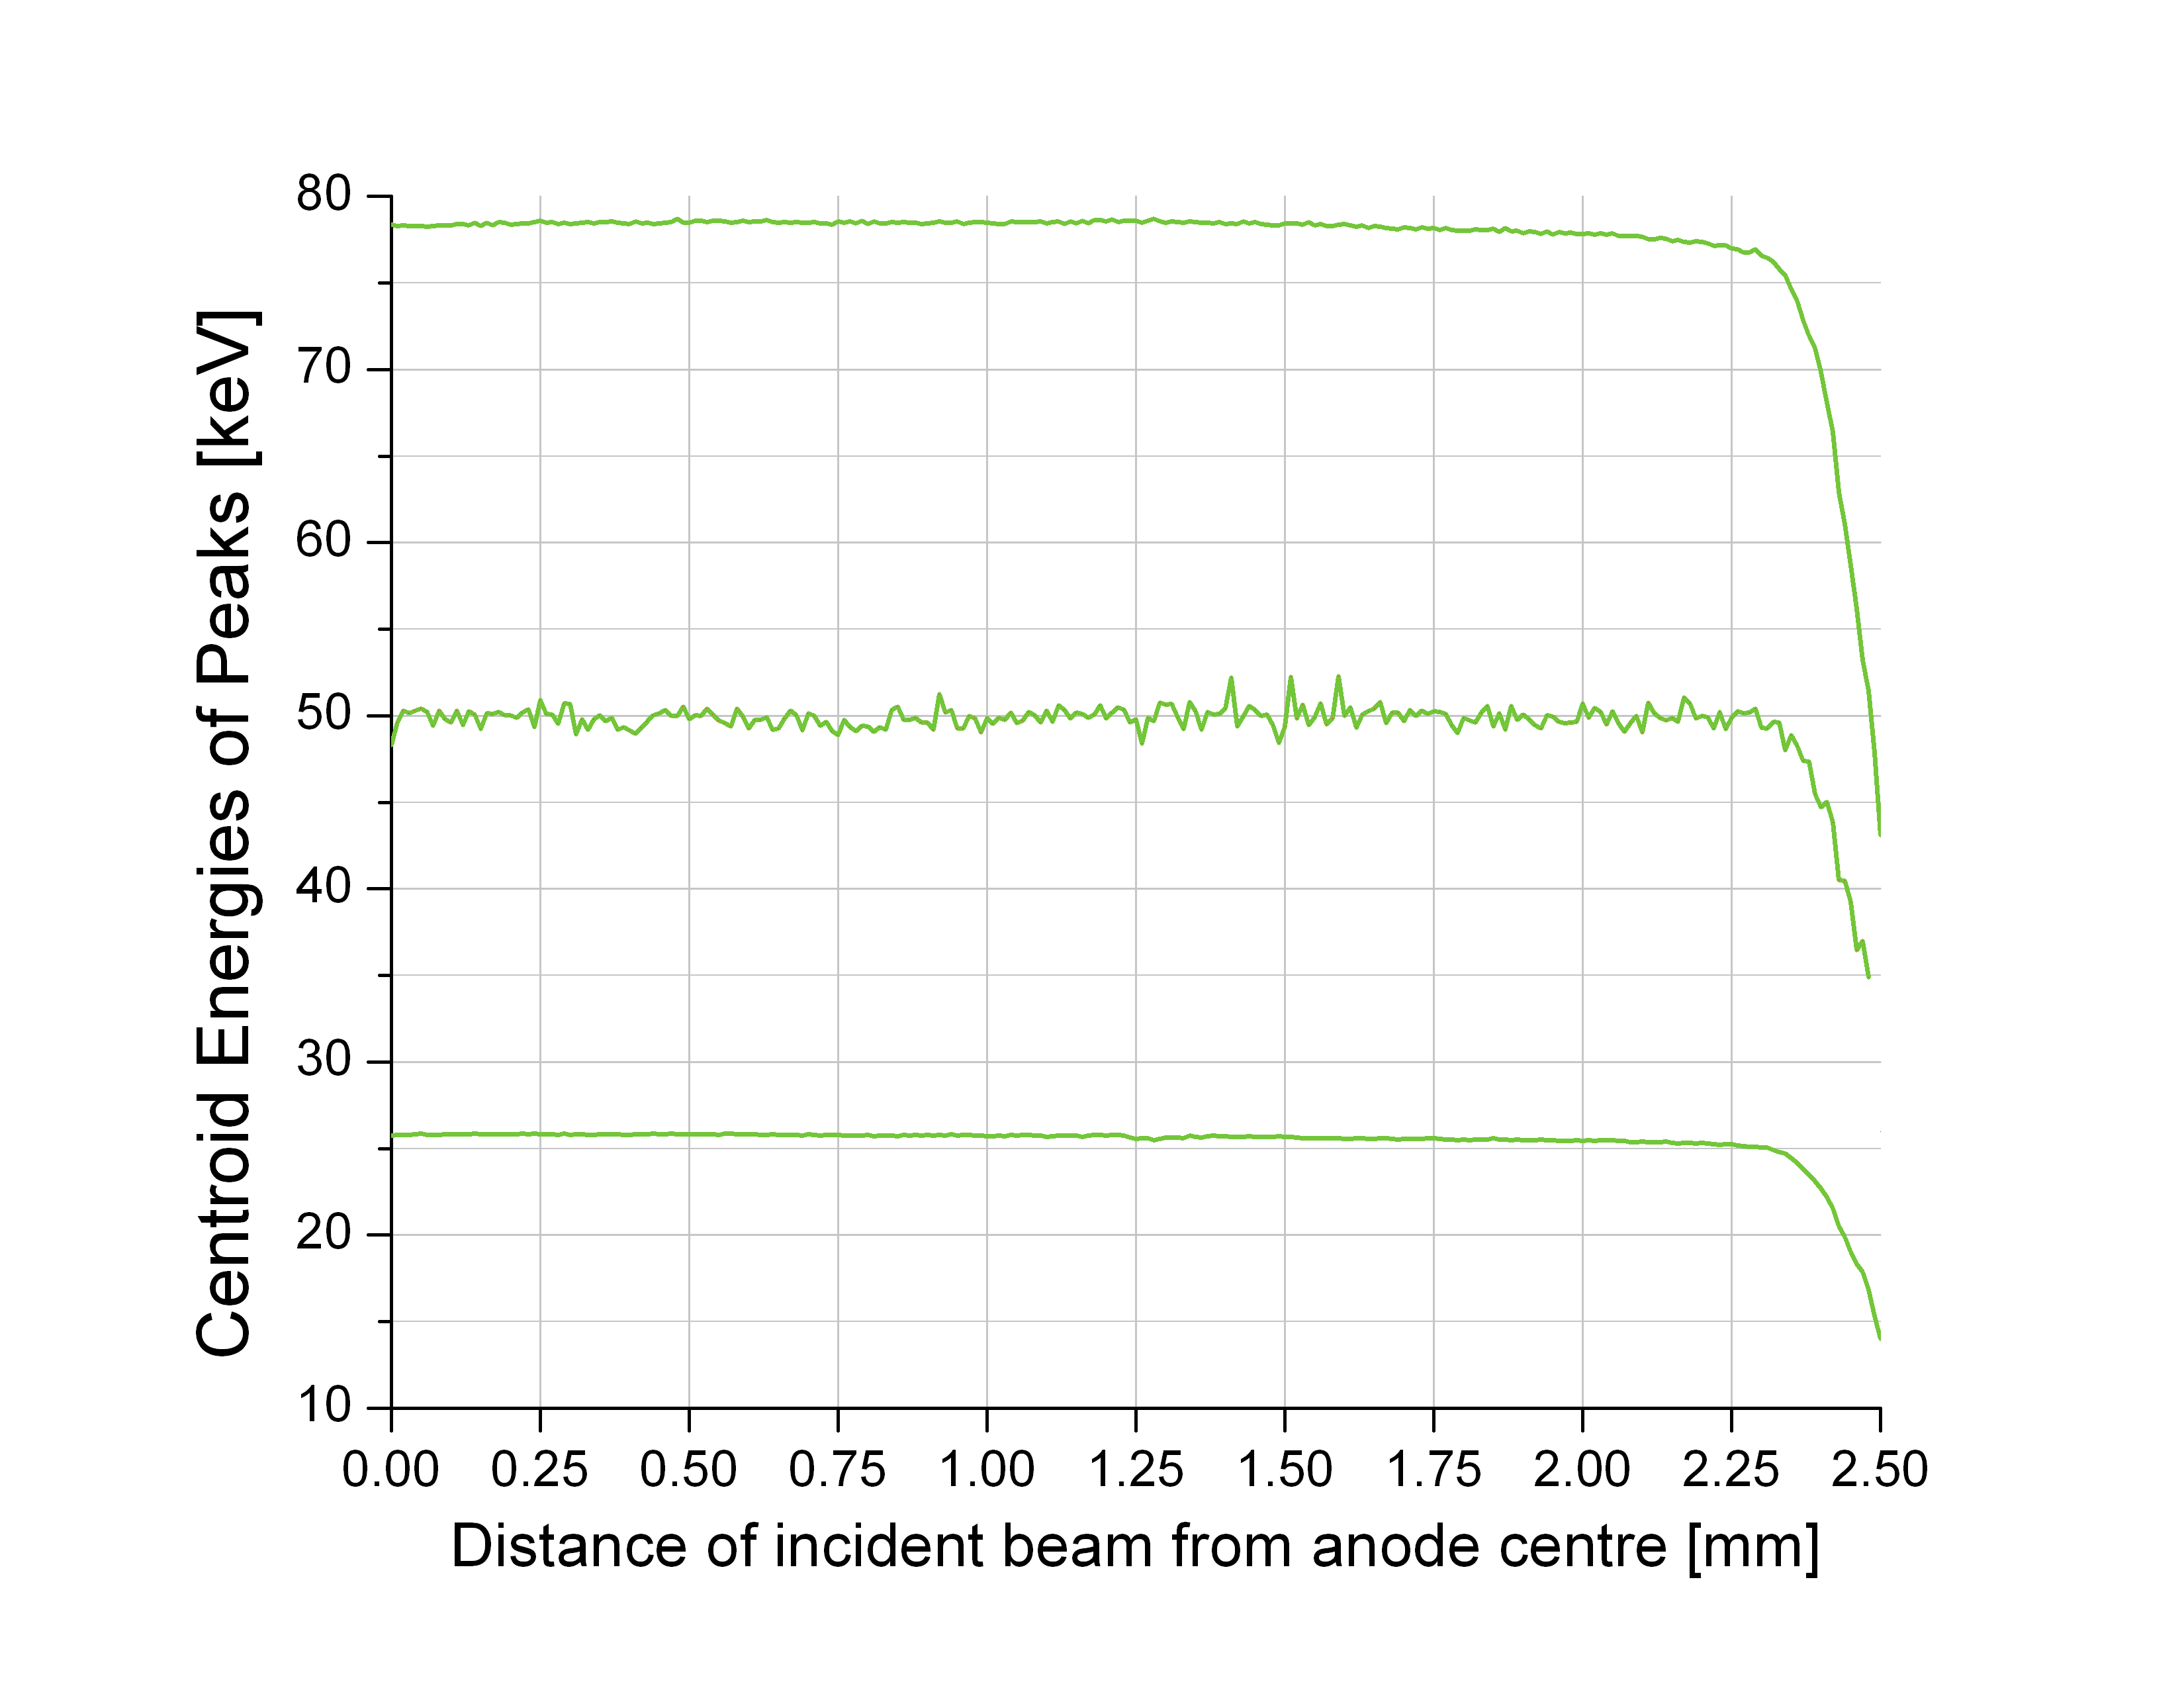 Centroid Energies of Peaks [keV]
80
70
60
50
40
30
20
10
0.00 0.25 0.50 0.75 1.00 1.25 1.50 1.75 2.00 2.25 2.50
Distance of incident beam from anode centre [mm]